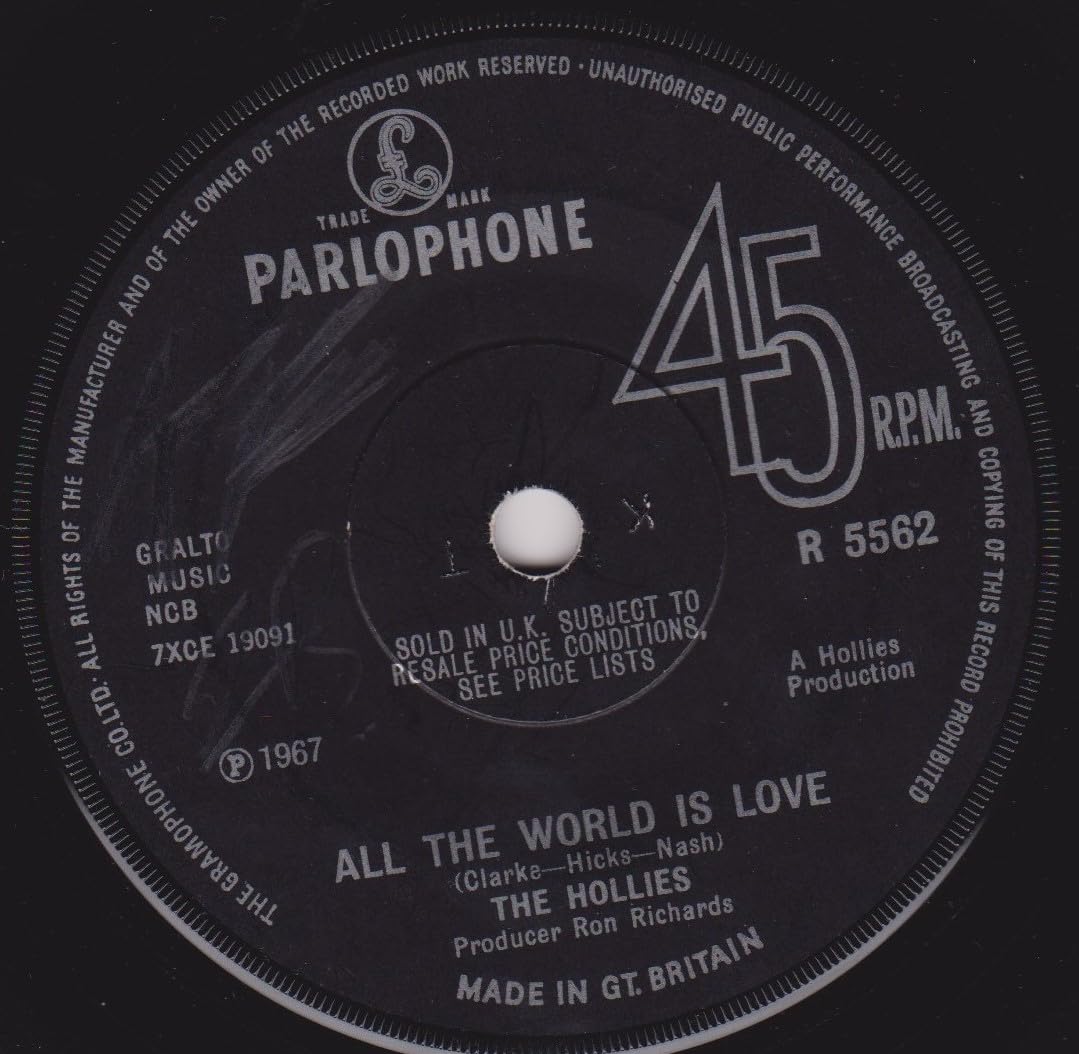 THE GRAMOPHONE CO. LTD. ALL RIGHTS OF THE MANUFACTURER AND OF THE OWNER OF THE RECORDED WORK RESERVED · UNAUTHORISED PUBLIC PERFORMANCE BROADCASTING AND COPYING OF THIS RECORD PROHIBITED
£
TRADE MARK
PARLOPHONE
45 R.P.M.
R 5562
GRALTO
MUSIC
NCB
7XCE 19091
℗ 1967
SOLD IN U.K. SUBJECT TO
RESALE PRICE CONDITIONS,
SEE PRICE LISTS
A Hollies
Production
ALL THE WORLD IS LOVE
(Clarke—Hicks—Nash)
THE HOLLIES
Producer Ron Richards
MADE IN GT. BRITAIN